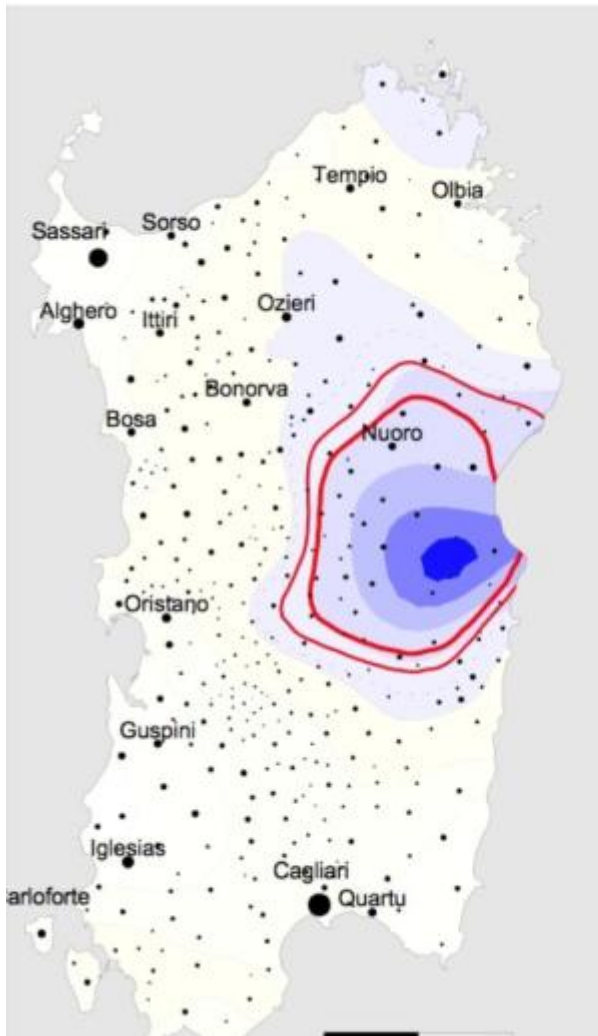 Tempio
Olbia
Sorso
Sassari
Ozieri
Alghero
Ittiri
Bonorva
Bosa
Nuoro
Oristano
Guspini
Iglesias
Cagliari
arloforte
Quartu